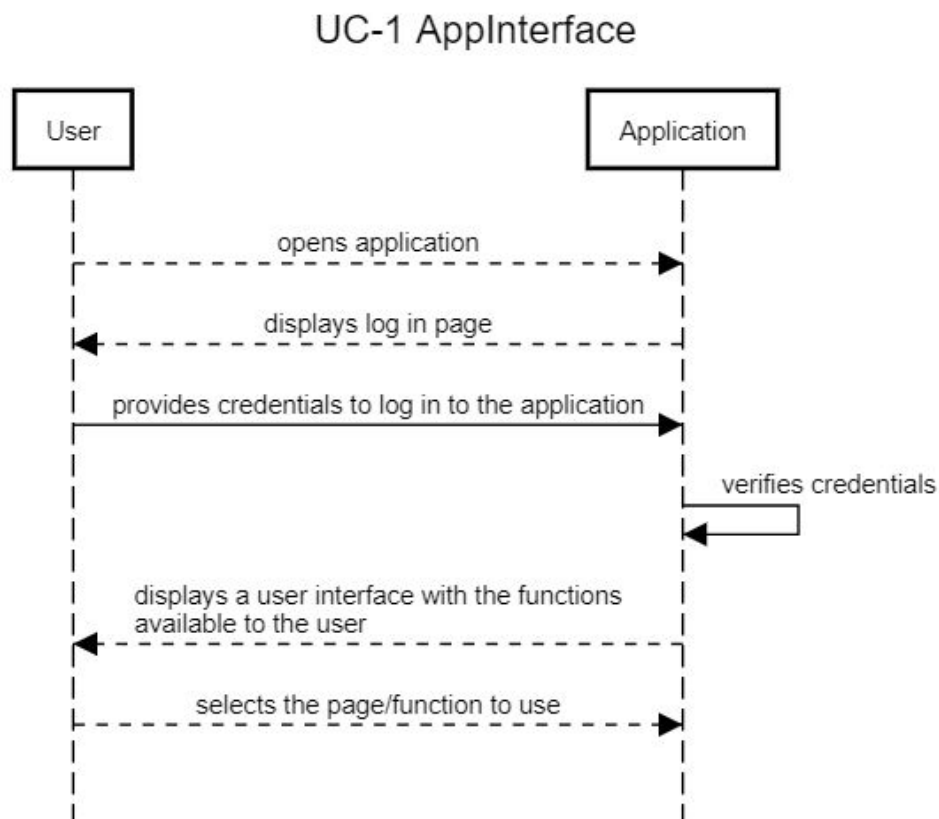 UC-1 AppInterface
User
Application
opens application
displays log in page
provides credentials to log in to the application
verifies credentials
displays a user interface with the functions
available to the user
selects the page/function to use